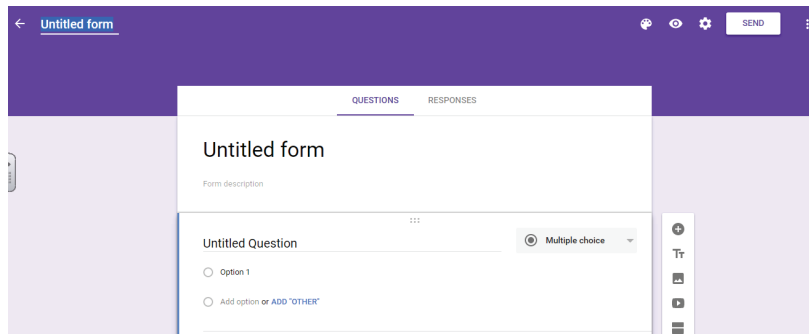 Untitled form
SEND
QUESTIONS RESPONSES
Untitled form
Form description
Untitled Question
Multiple choice
Option 1
Add option or ADD "OTHER"
Tт